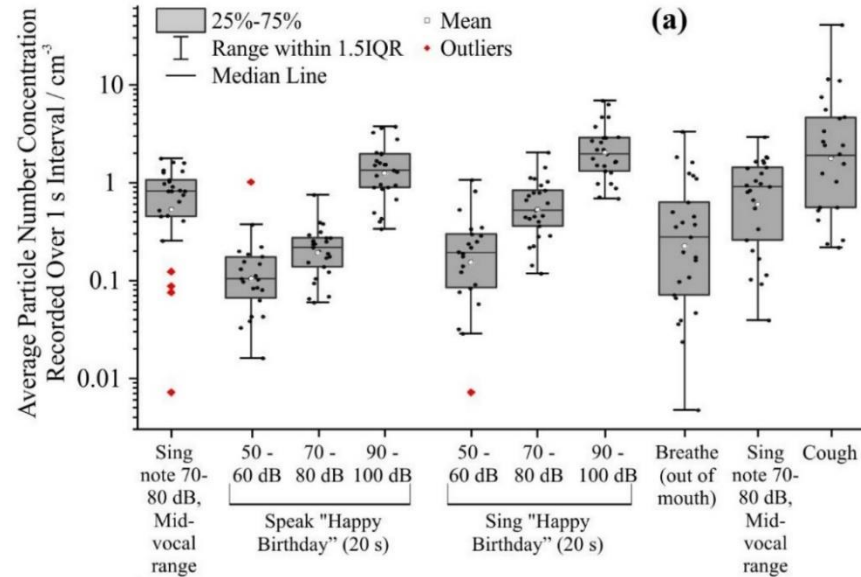 25%-75%
Mean
(a)
Range within 1.5IQR
Outliers
Median Line
Average Particle Number Concentration
Recorded Over 1 s Interval / cm⁻³
10
1
0.1
0.01
Sing
note 70-
80 dB,
Mid-
vocal
range
50 -
60 dB
70 -
80 dB
90 -
100 dB
Speak "Happy
Birthday” (20 s)
50 -
60 dB
70 -
80 dB
90 -
100 dB
Sing "Happy
Birthday” (20 s)
Breathe
(out of
mouth)
Sing
note 70-
80 dB,
Mid-
vocal
range
Cough